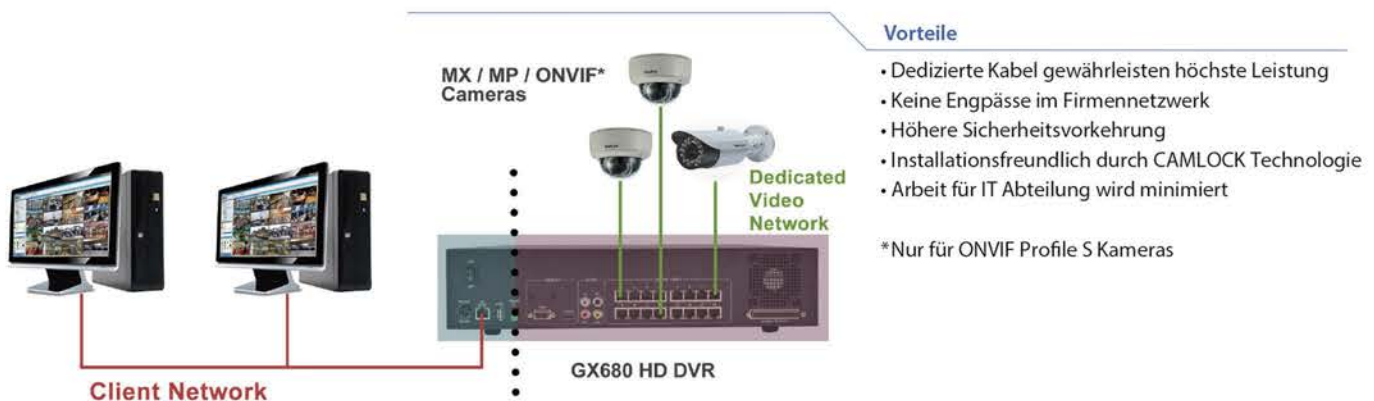 MX / MP / ONVIF*
Cameras
Dedicated
Video
Network
GX680 HD DVR
Client Network
Vorteile
• Dedizierte Kabel gewährleisten höchste Leistung
• Keine Engpässe im Firmennetzwerk
• Höhere Sicherheitsvorkehrung
• Installationsfreundlich durch CAMLOCK Technologie
• Arbeit für IT Abteilung wird minimiert
*Nur für ONVIF Profile S Kameras